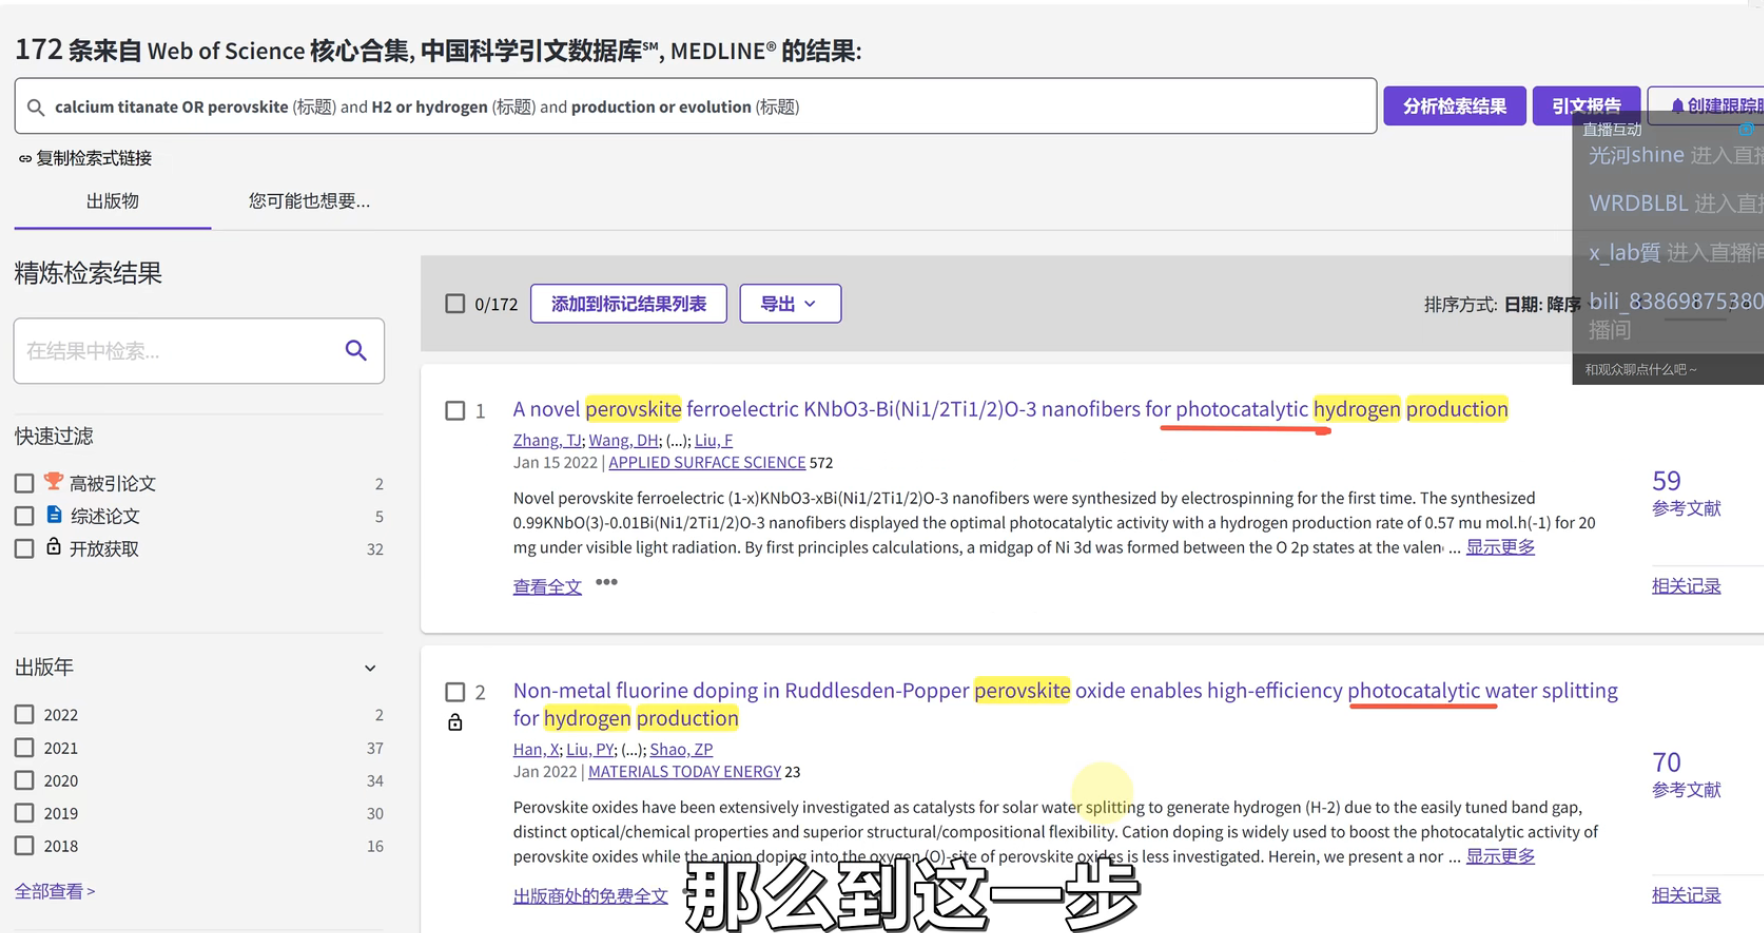 172 条来自 Web of Science 核心合集, 中国科学引文数据库℠, MEDLINE® 的结果:
calcium titanate OR perovskite (标题) and H2 or hydrogen (标题) and production or evolution (标题)
分析检索结果
引文报告
创建跟踪
直播互动
复制检索式链接
光河shine 进入直播
WRDBLBL 进入直播
x_lab質 进入直播间
bili_83869875380
播间
和观众聊点什么吧~
出版物
您可能也想要...
精炼检索结果
在结果中检索...
快速过滤
高被引论文 2
综述论文 5
开放获取 32
出版年
2022 2
2021 37
2020 34
2019 30
2018 16
全部查看 >
0/172
添加到标记结果列表
导出
排序方式: 日期: 降序
1
A novel perovskite ferroelectric KNbO3-Bi(Ni1/2Ti1/2)O-3 nanofibers for photocatalytic hydrogen production
Zhang, TJ; Wang, DH; (...); Liu, F
Jan 15 2022 | APPLIED SURFACE SCIENCE 572
Novel perovskite ferroelectric (1-x)KNbO3-xBi(Ni1/2Ti1/2)O-3 nanofibers were synthesized by electrospinning for the first time. The synthesized
0.99KNbO(3)-0.01Bi(Ni1/2Ti1/2)O-3 nanofibers displayed the optimal photocatalytic activity with a hydrogen production rate of 0.57 mu mol.h(-1) for 20
mg under visible light radiation. By first principles calculations, a midgap of Ni 3d was formed between the O 2p states at the valen ... 显示更多
查看全文 •••
59
参考文献
相关记录
2
Non-metal fluorine doping in Ruddlesden-Popper perovskite oxide enables high-efficiency photocatalytic water splitting
for hydrogen production
Han, X; Liu, PY; (...); Shao, ZP
Jan 2022 | MATERIALS TODAY ENERGY 23
Perovskite oxides have been extensively investigated as catalysts for solar water splitting to generate hydrogen (H-2) due to the easily tuned band gap,
distinct optical/chemical properties and superior structural/compositional flexibility. Cation doping is widely used to boost the photocatalytic activity of
perovskite oxides while the anion doping into the oxygen (O)-site of perovskite oxides is less investigated. Herein, we present a nor ... 显示更多
出版商处的免费全文
70
参考文献
相关记录
那么到这一步